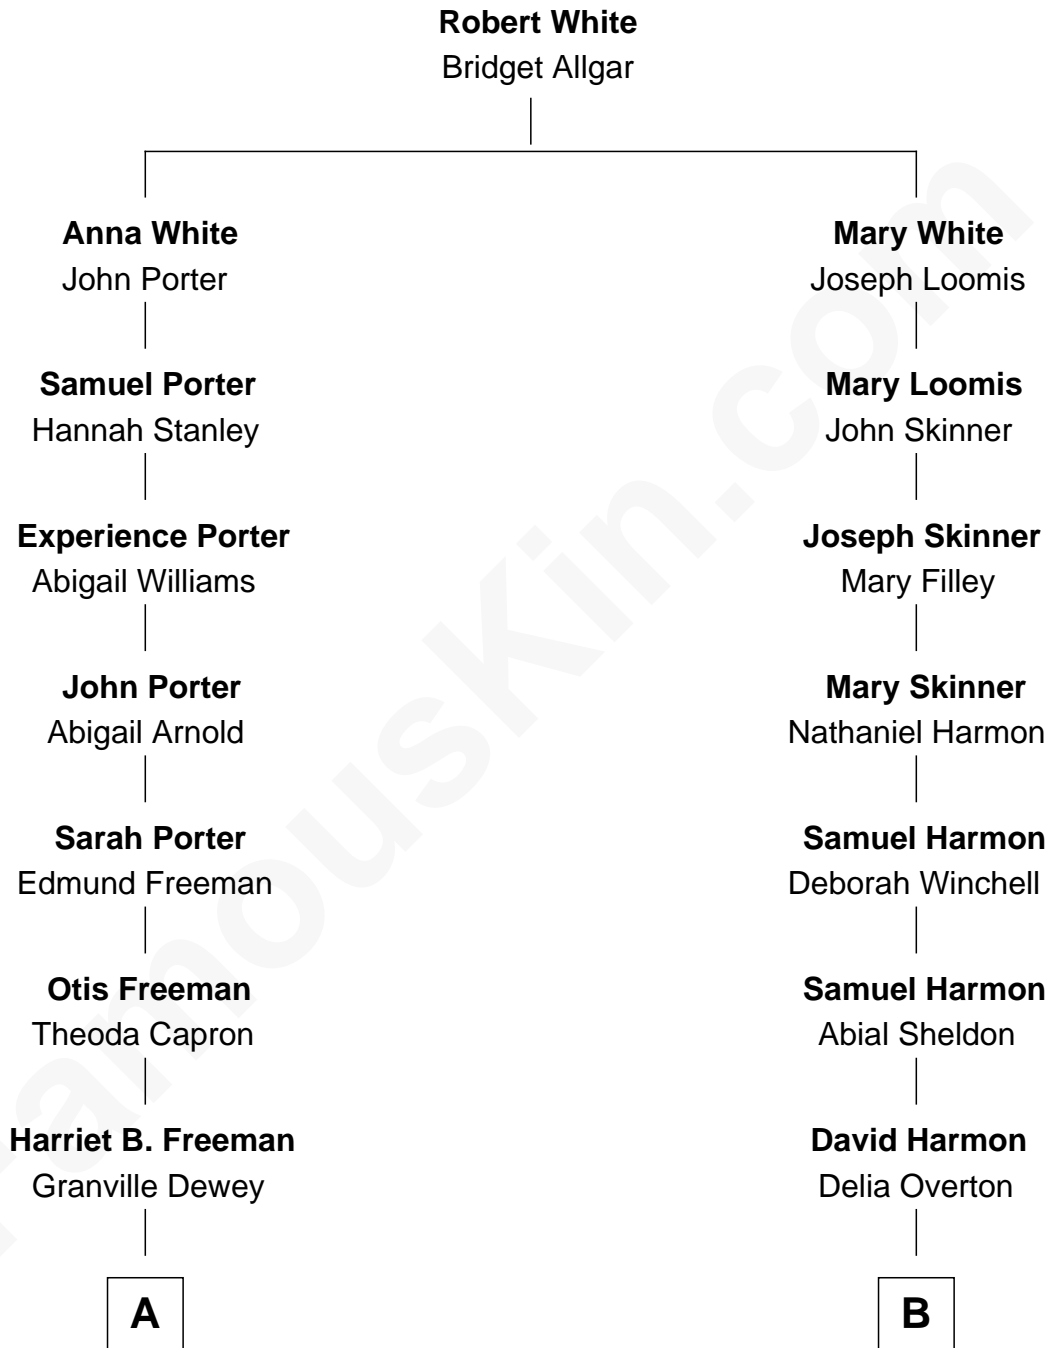 Robert White
Bridget Allgar
Anna White
John Porter
Mary White
Joseph Loomis
Samuel Porter
Hannah Stanley
Mary Loomis
John Skinner
Experience Porter
Abigail Williams
Joseph Skinner
Mary Filley
John Porter
Abigail Arnold
Mary Skinner
Nathaniel Harmon
Sarah Porter
Edmund Freeman
Samuel Harmon
Deborah Winchell
Otis Freeman
Theoda Capron
Samuel Harmon
Abial Sheldon
Harriet B. Freeman
Granville Dewey
David Harmon
Delia Overton
A
B
FamousKin.com